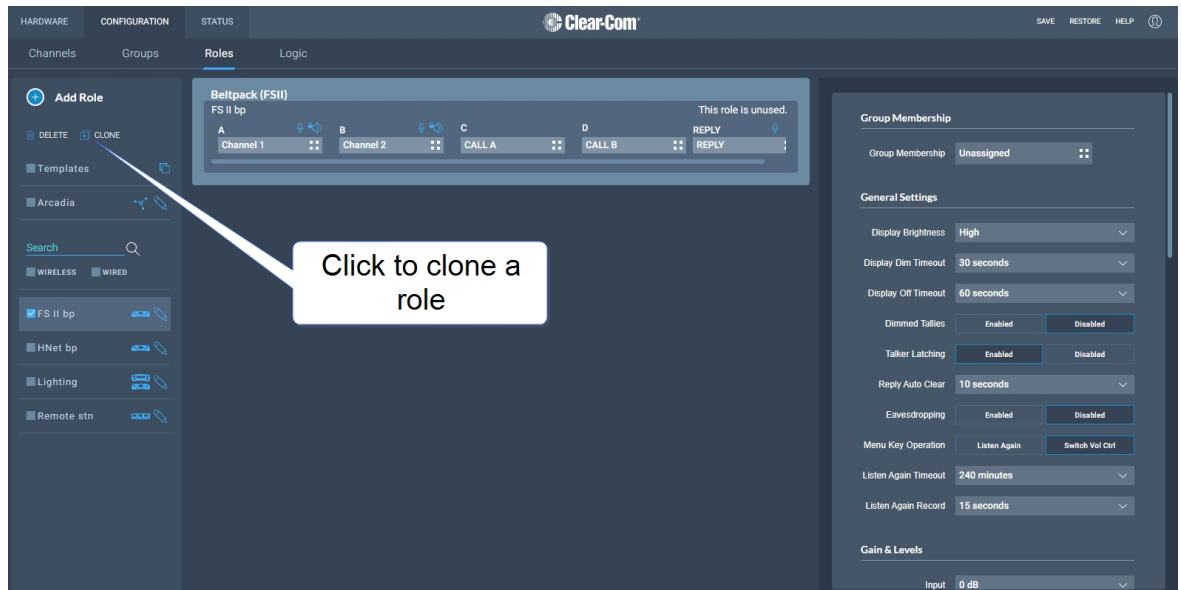 HARDWARE CONFIGURATION STATUS Clear-Com SAVE RESTORE HELP
Channels Groups Roles Logic
Add Role
DELETE CLONE
Templates
Arcadia
Search
WIRELESS WIRED
FS II bp
HNet bp
Lighting
Remote stn
Beltpack (FSII)
FS II bp This role is unused.
A B C D REPLY
Channel 1 Channel 2 CALL A CALL B REPLY
Click to clone a
role
Group Membership
Group Membership Unassigned
General Settings
Display Brightness High
Display Dim Timeout 30 seconds
Display Off Timeout 60 seconds
Dimmed Tallies Enabled Disabled
Talker Latching Enabled Disabled
Reply Auto Clear 10 seconds
Eavesdropping Enabled Disabled
Menu Key Operation Listen Again Switch Vol Ctrl
Listen Again Timeout 240 minutes
Listen Again Record 15 seconds
Gain & Levels
Input 0 dB